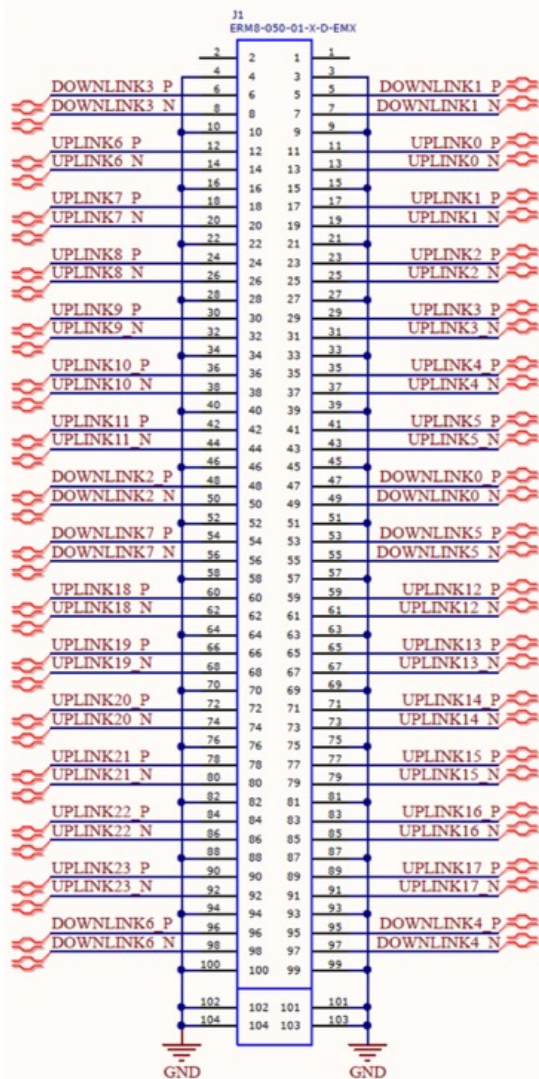 J1
ERM8-050-01-X-D-EMX
2 2 1 1
4 4 3 3
DOWNLINK3_P 6 6 5 5 DOWNLINK1_P
DOWNLINK3_N 8 8 7 7 DOWNLINK1_N
10 10 9 9
UPLINK6_P 12 12 11 11 UPLINK0_P
UPLINK6_N 14 14 13 13 UPLINK0_N
16 16 15 15
UPLINK7_P 18 18 17 17 UPLINK1_P
UPLINK7_N 20 20 19 19 UPLINK1_N
22 22 21 21
UPLINK8_P 24 24 23 23 UPLINK2_P
UPLINK8_N 26 26 25 25 UPLINK2_N
28 28 27 27
UPLINK9_P 30 30 29 29 UPLINK3_P
UPLINK9_N 32 32 31 31 UPLINK3_N
34 34 33 33
UPLINK10_P 36 36 35 35 UPLINK4_P
UPLINK10_N 38 38 37 37 UPLINK4_N
40 40 39 39
UPLINK11_P 42 42 41 41 UPLINK5_P
UPLINK11_N 44 44 43 43 UPLINK5_N
46 46 45 45
DOWNLINK2_P 48 48 47 47 DOWNLINK0_P
DOWNLINK2_N 50 50 49 49 DOWNLINK0_N
52 52 51 51
DOWNLINK7_P 54 54 53 53 DOWNLINK5_P
DOWNLINK7_N 56 56 55 55 DOWNLINK5_N
58 58 57 57
UPLINK18_P 60 60 59 59 UPLINK12_P
UPLINK18_N 62 62 61 61 UPLINK12_N
64 64 63 63
UPLINK19_P 66 66 65 65 UPLINK13_P
UPLINK19_N 68 68 67 67 UPLINK13_N
70 70 69 69
UPLINK20_P 72 72 71 71 UPLINK14_P
UPLINK20_N 74 74 73 73 UPLINK14_N
76 76 75 75
UPLINK21_P 78 78 77 77 UPLINK15_P
UPLINK21_N 80 80 79 79 UPLINK15_N
82 82 81 81
UPLINK22_P 84 84 83 83 UPLINK16_P
UPLINK22_N 86 86 85 85 UPLINK16_N
88 88 87 87
UPLINK23_P 90 90 89 89 UPLINK17_P
UPLINK23_N 92 92 91 91 UPLINK17_N
94 94 93 93
DOWNLINK6_P 96 96 95 95 DOWNLINK4_P
DOWNLINK6_N 98 98 97 97 DOWNLINK4_N
100 100 99 99
102 102 101 101
104 104 103 103
GND GND